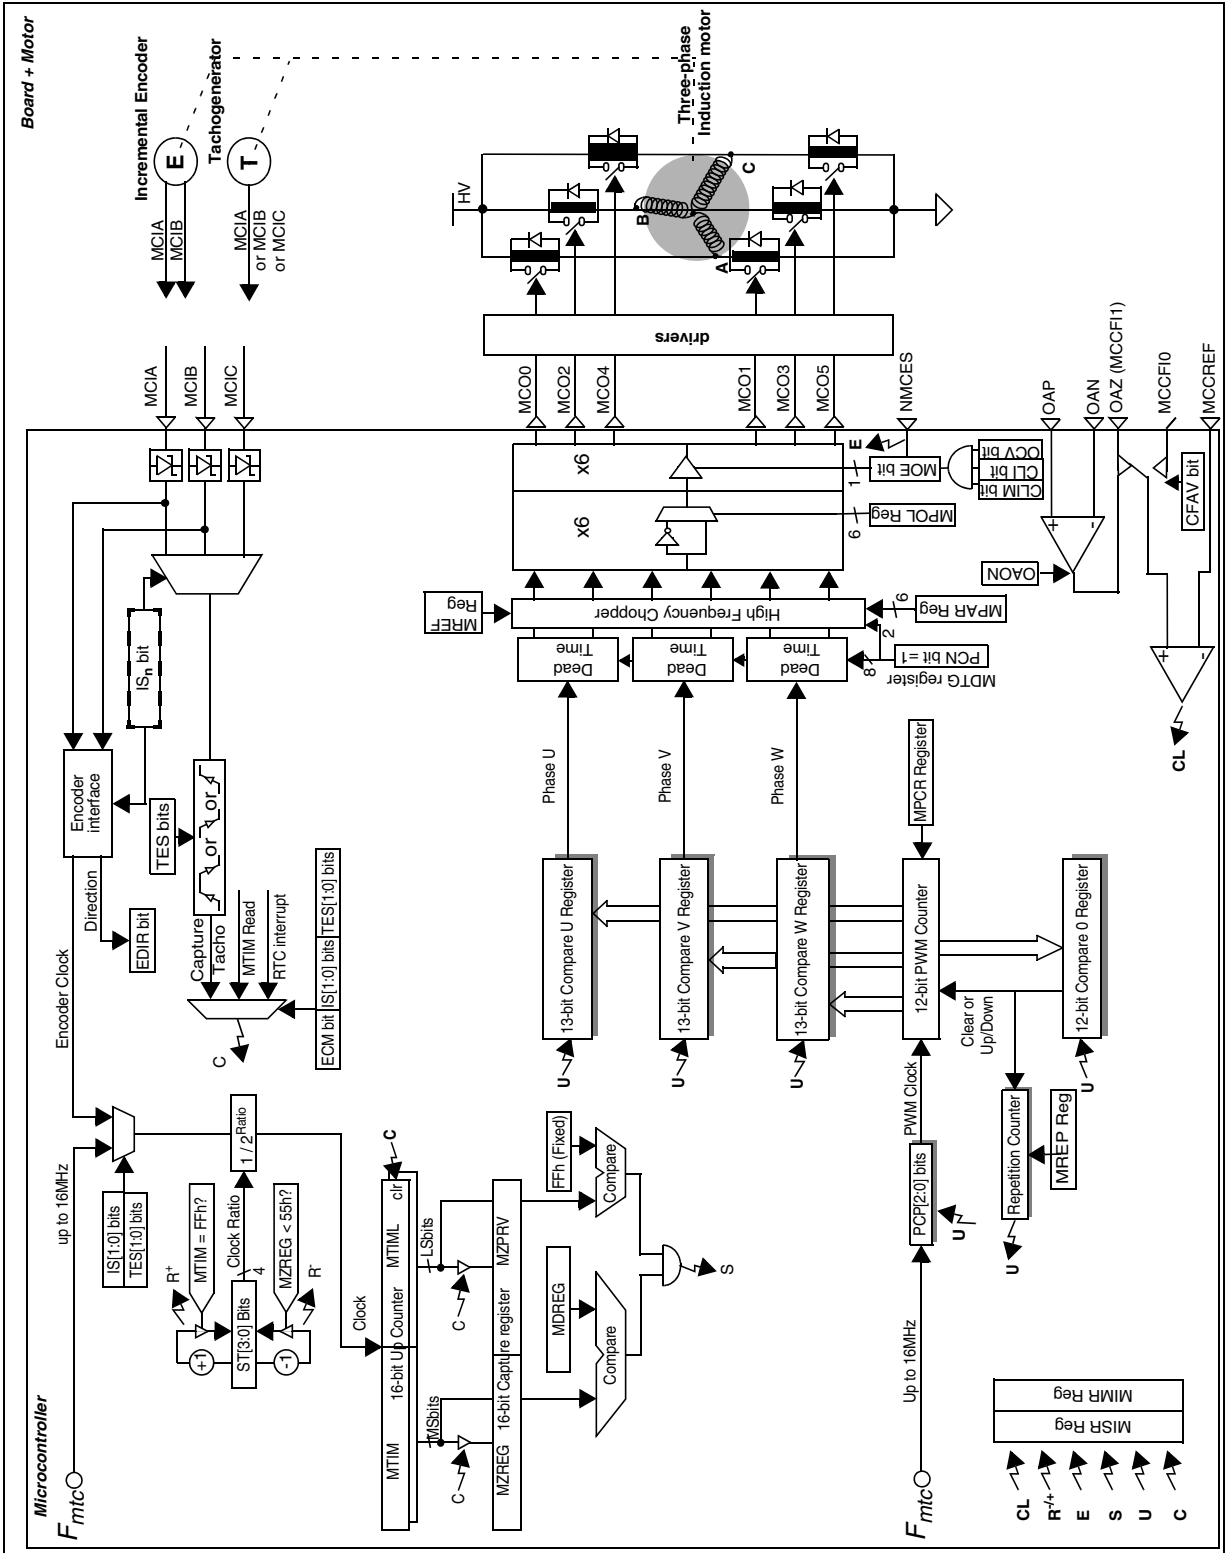 Board + Motor
Microcontroller
Incremental Encoder
E
Tachogenerator
T
MCIA
MCIB
MCIA
or MCIB
or MCIC
Three-phase
Induction motor
HV
A
B
C
drivers
MCIA
MCIB
MCIC
MCO0
MCO2
MCO4
MCO1
MCO3
MCO5
NMCES
OAP
OAN
OAZ (MCCFI1)
MCCFI0
MCCREF
Fmtc
up to 16MHz
Encoder Clock
Encoder
interface
Direction
EDIR bit
ISn bit
TES bits
or
or
or
Capture
Tacho
MTIM Read
RTC interrupt
C
ECM bit
IS[1:0] bits
TES[1:0] bits
IS[1:0] bits
TES[1:0] bits
R+
MTIM = FFh?
+1
ST[3:0] Bits
-1
MZREG < 55h?
R-
Clock Ratio
4
1 / 2Ratio
Clock
MTIM
16-bit Up Counter
MTIML
clr
C
MSbits
LSbits
C
C
MZREG
16-bit Capture register
MZPRV
MDREG
FFh (Fixed)
Compare
Compare
S
x6
x6
E
1
MOE bit
CLIM bit
CLI bit
OCV bit
6
MPOL Reg
MREF
Reg
High Frequency Chopper
6
MPAR Reg
2
Dead
Time
Dead
Time
Dead
Time
8
PCN bit =1
MDTG register
OAON
+
-
CFAV bit
+
-
CL
Phase U
Phase V
Phase W
13-bit Compare U Register
13-bit Compare V Register
13-bit Compare W Register
U
U
U
MPCR Register
12-bit PWM Counter
PWM Clock
Clear or
Up/Down
12-bit Compare 0 Register
U
Repetition Counter
U
MREP Reg
PCP[2:0] bits
U
Up to 16MHz
Fmtc
MISR Reg
MIMR Reg
CL
R-/+
E
S
U
C